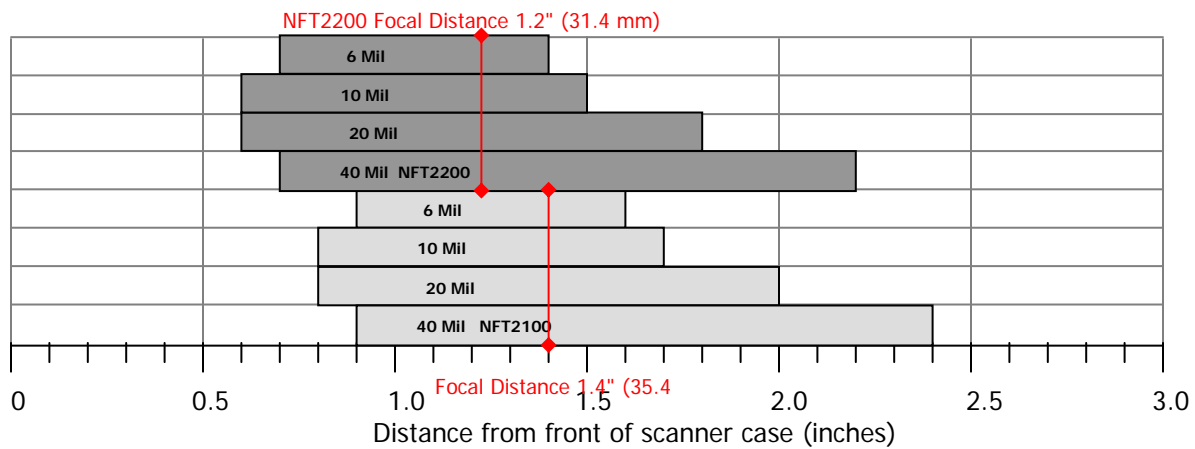 NFT2200 Focal Distance 1.2" (31.4 mm)
6 Mil
10 Mil
20 Mil
40 Mil NFT2200
6 Mil
10 Mil
20 Mil
40 Mil NFT2100
Focal Distance 1.4" (35.4
0 0.5 1.0 1.5 2.0 2.5 3.0
Distance from front of scanner case (inches)